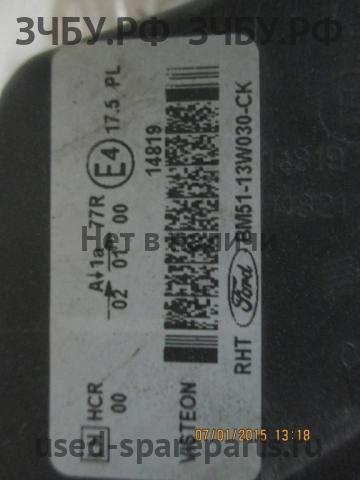 ЗЧБУ.РФ ЗЧБУ.РФ
E4 17.5 PL
14819
A 1a 77R
02 01 00
HCR
00
VISTEON
RHT Ford BM51-13W030-CK
Нет в наличии
07/01/2015 13:18
used-spareparts.ru